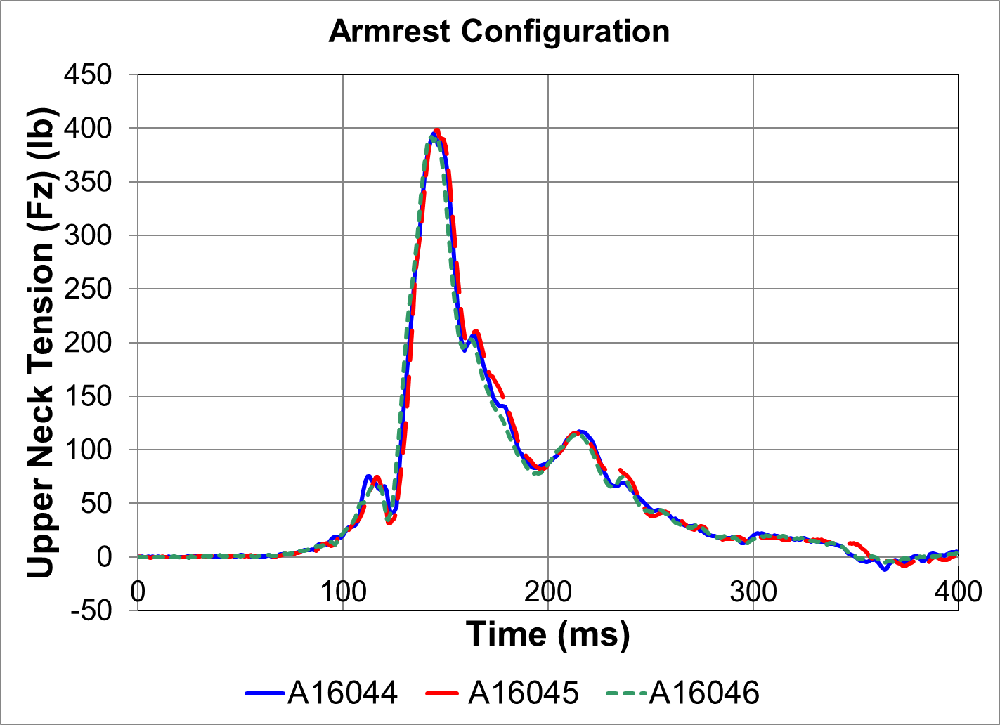 Armrest Configuration
Upper Neck Tension (Fz) (lb)
450
400
350
300
250
200
150
100
50
0
-50
0 100 200 300 400
Time (ms)
A16044 A16045 A16046